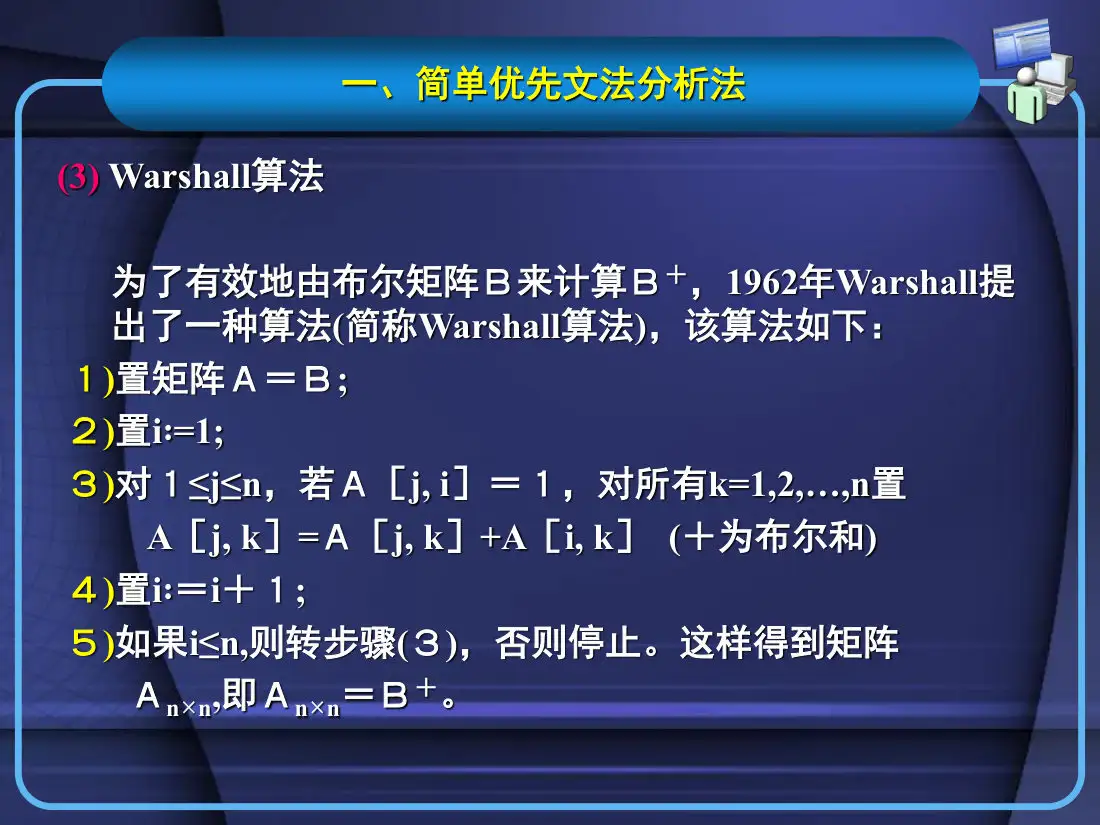 一、简单优先文法分析法
(3) Warshall算法
为了有效地由布尔矩阵B来计算B⁺，1962年Warshall提
出了一种算法(简称Warshall算法)，该算法如下：
1)置矩阵A＝B;
2)置i:=1;
3)对1≤j≤n，若A［j, i］＝1，对所有k=1,2,…,n置
A［j, k］=A［j, k］+A［i, k］ (＋为布尔和)
4)置i:＝i＋1;
5)如果i≤n,则转步骤(3)，否则停止。这样得到矩阵
Aₙ×ₙ,即Aₙ×ₙ＝B⁺。